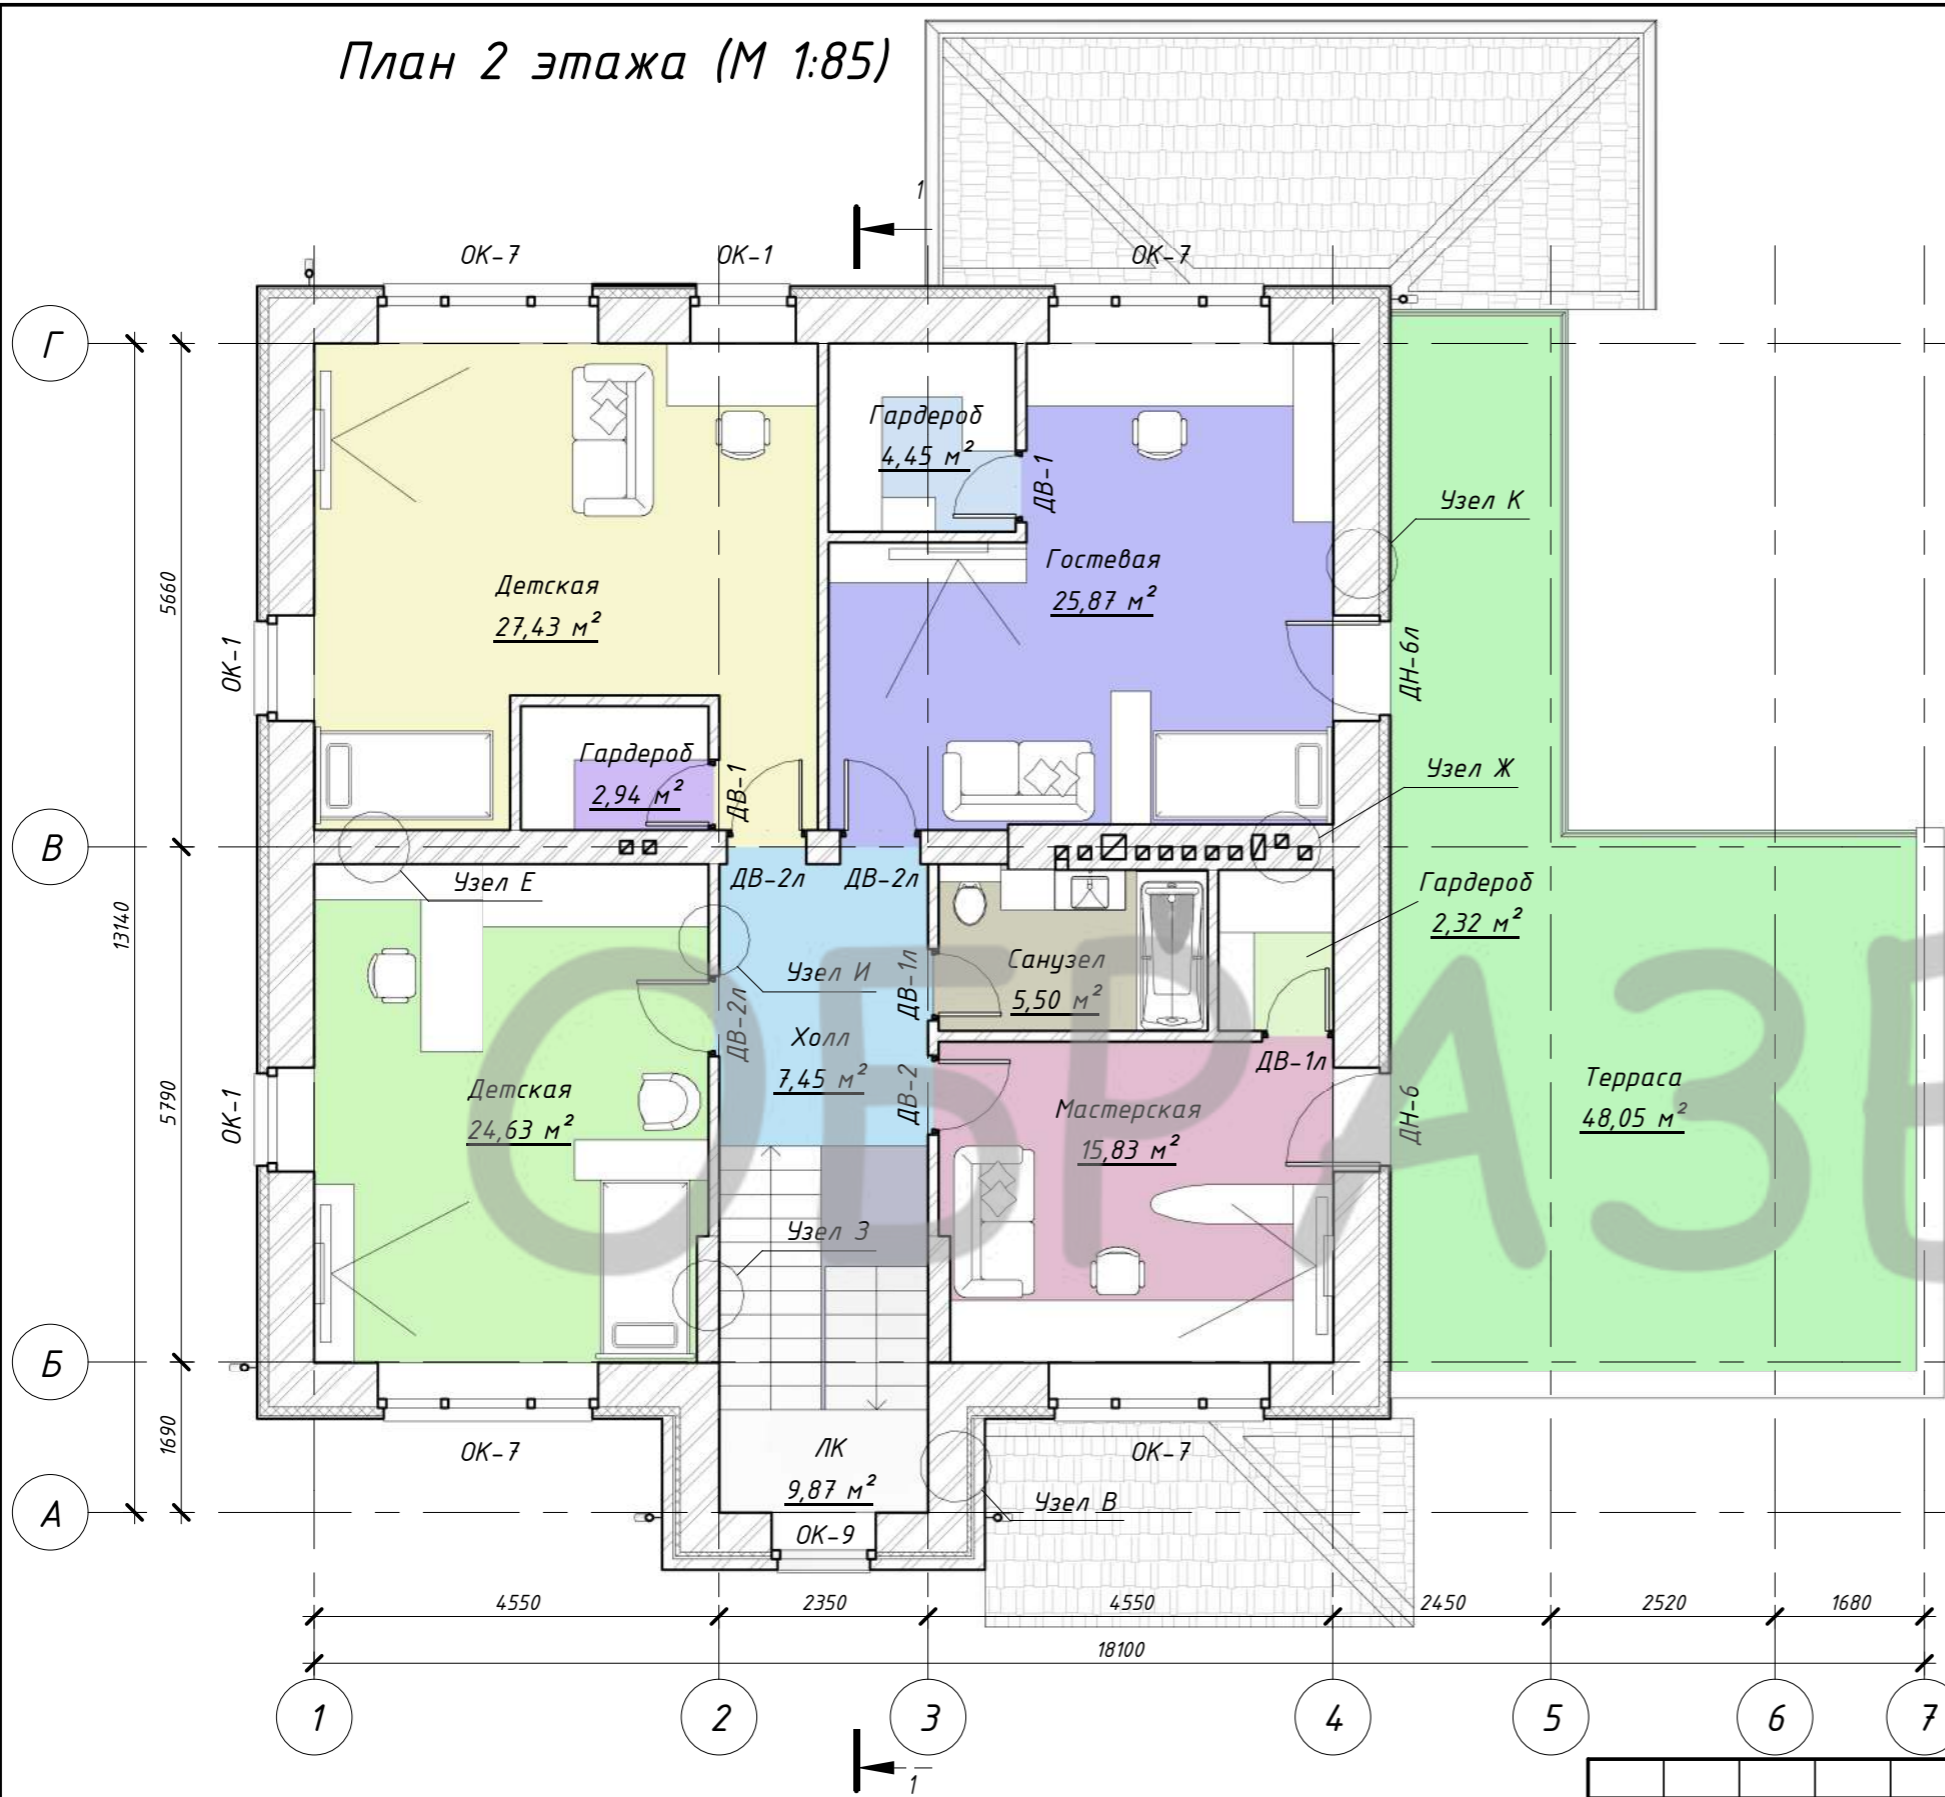 План 2 этажа (М 1:85)
1
ОК-7
ОК-1
ОК-7
Г
Гардероб
4,45 м²
ДВ-1
Узел К
5660
Детская
27,43 м²
Гостевая
25,87 м²
ОК-1
ДН-6л
Гардероб
2,94 м²
ДВ-1
Узел Ж
В
Узел Е
ДВ-2л
ДВ-2л
Гардероб
2,32 м²
13140
Узел И
ДВ-1л
Санузел
5,50 м²
ДВ-2л
Холл
7,45 м²
ДВ-2
ДВ-1л
5790
ОК-1
Детская
24,63 м²
Мастерская
15,83 м²
ДН-6
Терраса
48,05 м²
ОБРАЗЕ
Узел З
Б
1690
ОК-7
ЛК
9,87 м²
ОК-7
Узел В
А
ОК-9
4550
2350
4550
2450
2520
1680
18100
1
2
3
4
5
6
7
1